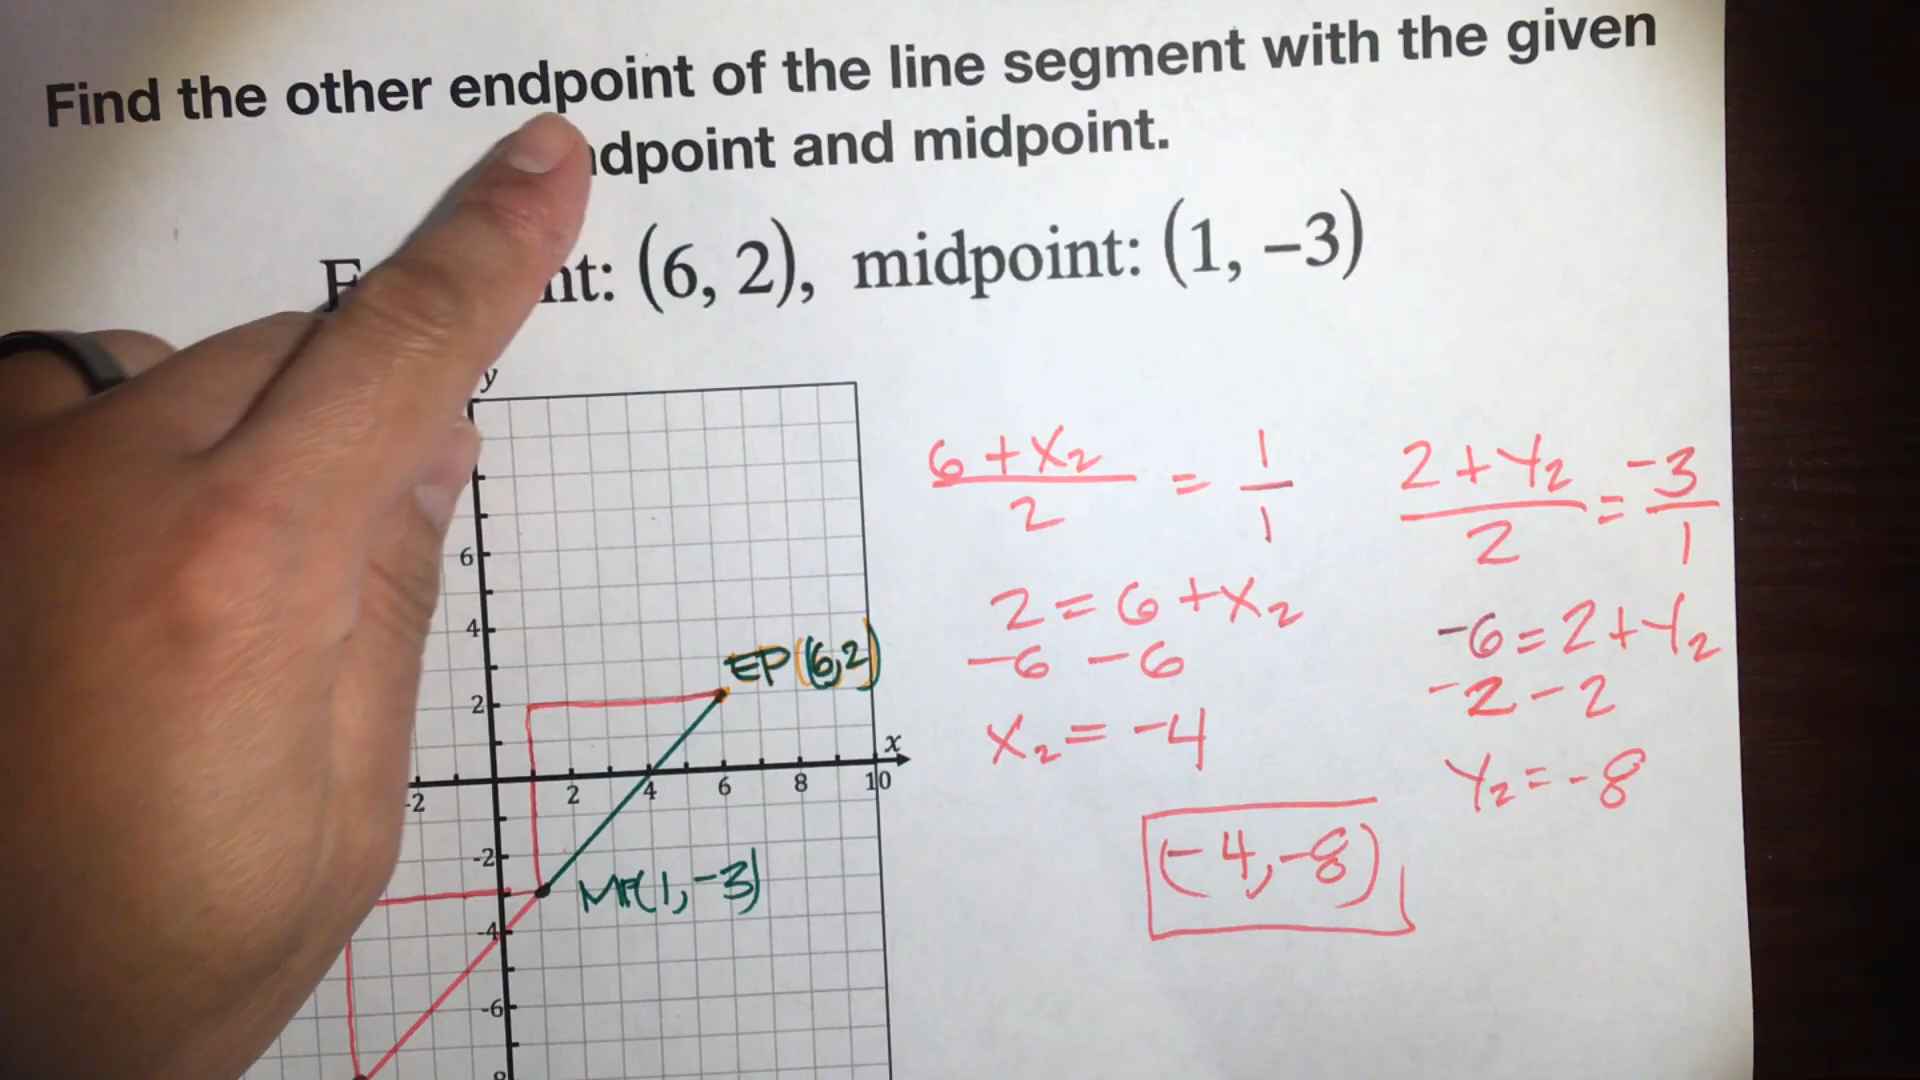 Find the other endpoint of the line segment with the given
and midpoint.
(6, 2), midpoint: (1, −3)
y
6
4
2
-2
-4
-6
x
-2
2
4
6
8
10
EP(6,2)
MP(1,-3)
6+X₂
2
=
1
1
2=6+X₂
-6 -6
X₂=-4
2+Y₂
2
=
-3
1
-6=2+Y₂
-2-2
Y₂=-8
(-4,-8)